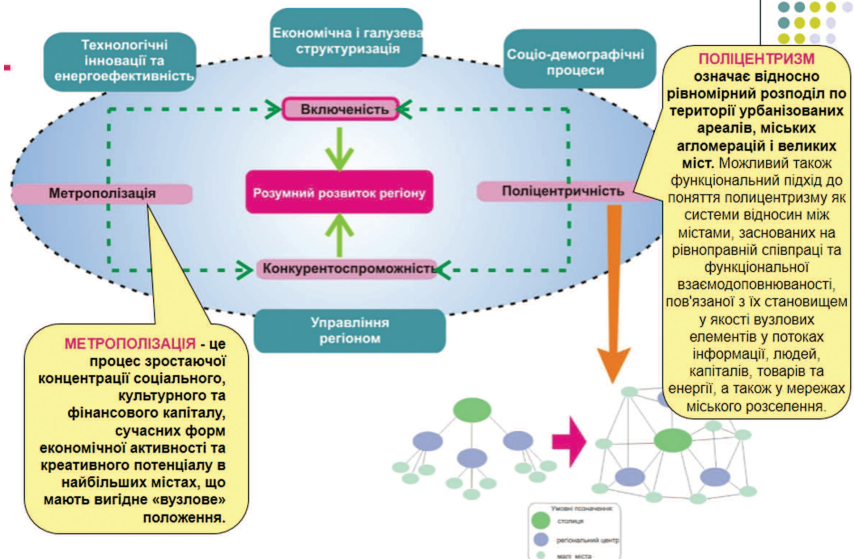 Технологічні
інновації та
енергоефективність
Економічна і галузева
структуризація
Соціо-демографічні
процеси
Включеність
Метрополізація
Розумний розвиток регіону
Поліцентричність
Конкурентоспроможність
Управління
регіоном
ПОЛІЦЕНТРИЗМ
означає відносно
рівномірний розподіл по
території урбанізованих
ареалів, міських
агломерацій і великих
міст. Можливий також
функціональний підхід до
поняття полицентризму як
системи відносин між
містами, заснованих на
рівноправній співпраці та
функціональної
взаємодоповнюваності,
пов'язаної з їх становищем
у якості вузлових
елементів у потоках
інформації, людей,
капіталів, товарів та
енергії, а також у мережах
міського розселення.
МЕТРОПОЛІЗАЦІЯ - це
процес зростаючої
концентрації соціального,
культурного та
фінансового капіталу,
сучасних форм
економічної активності та
креативного потенціалу в
найбільших містах, що
мають вигідне «вузлове»
положення.
Умовні позначення:
столиця
регіональний центр
малі міста